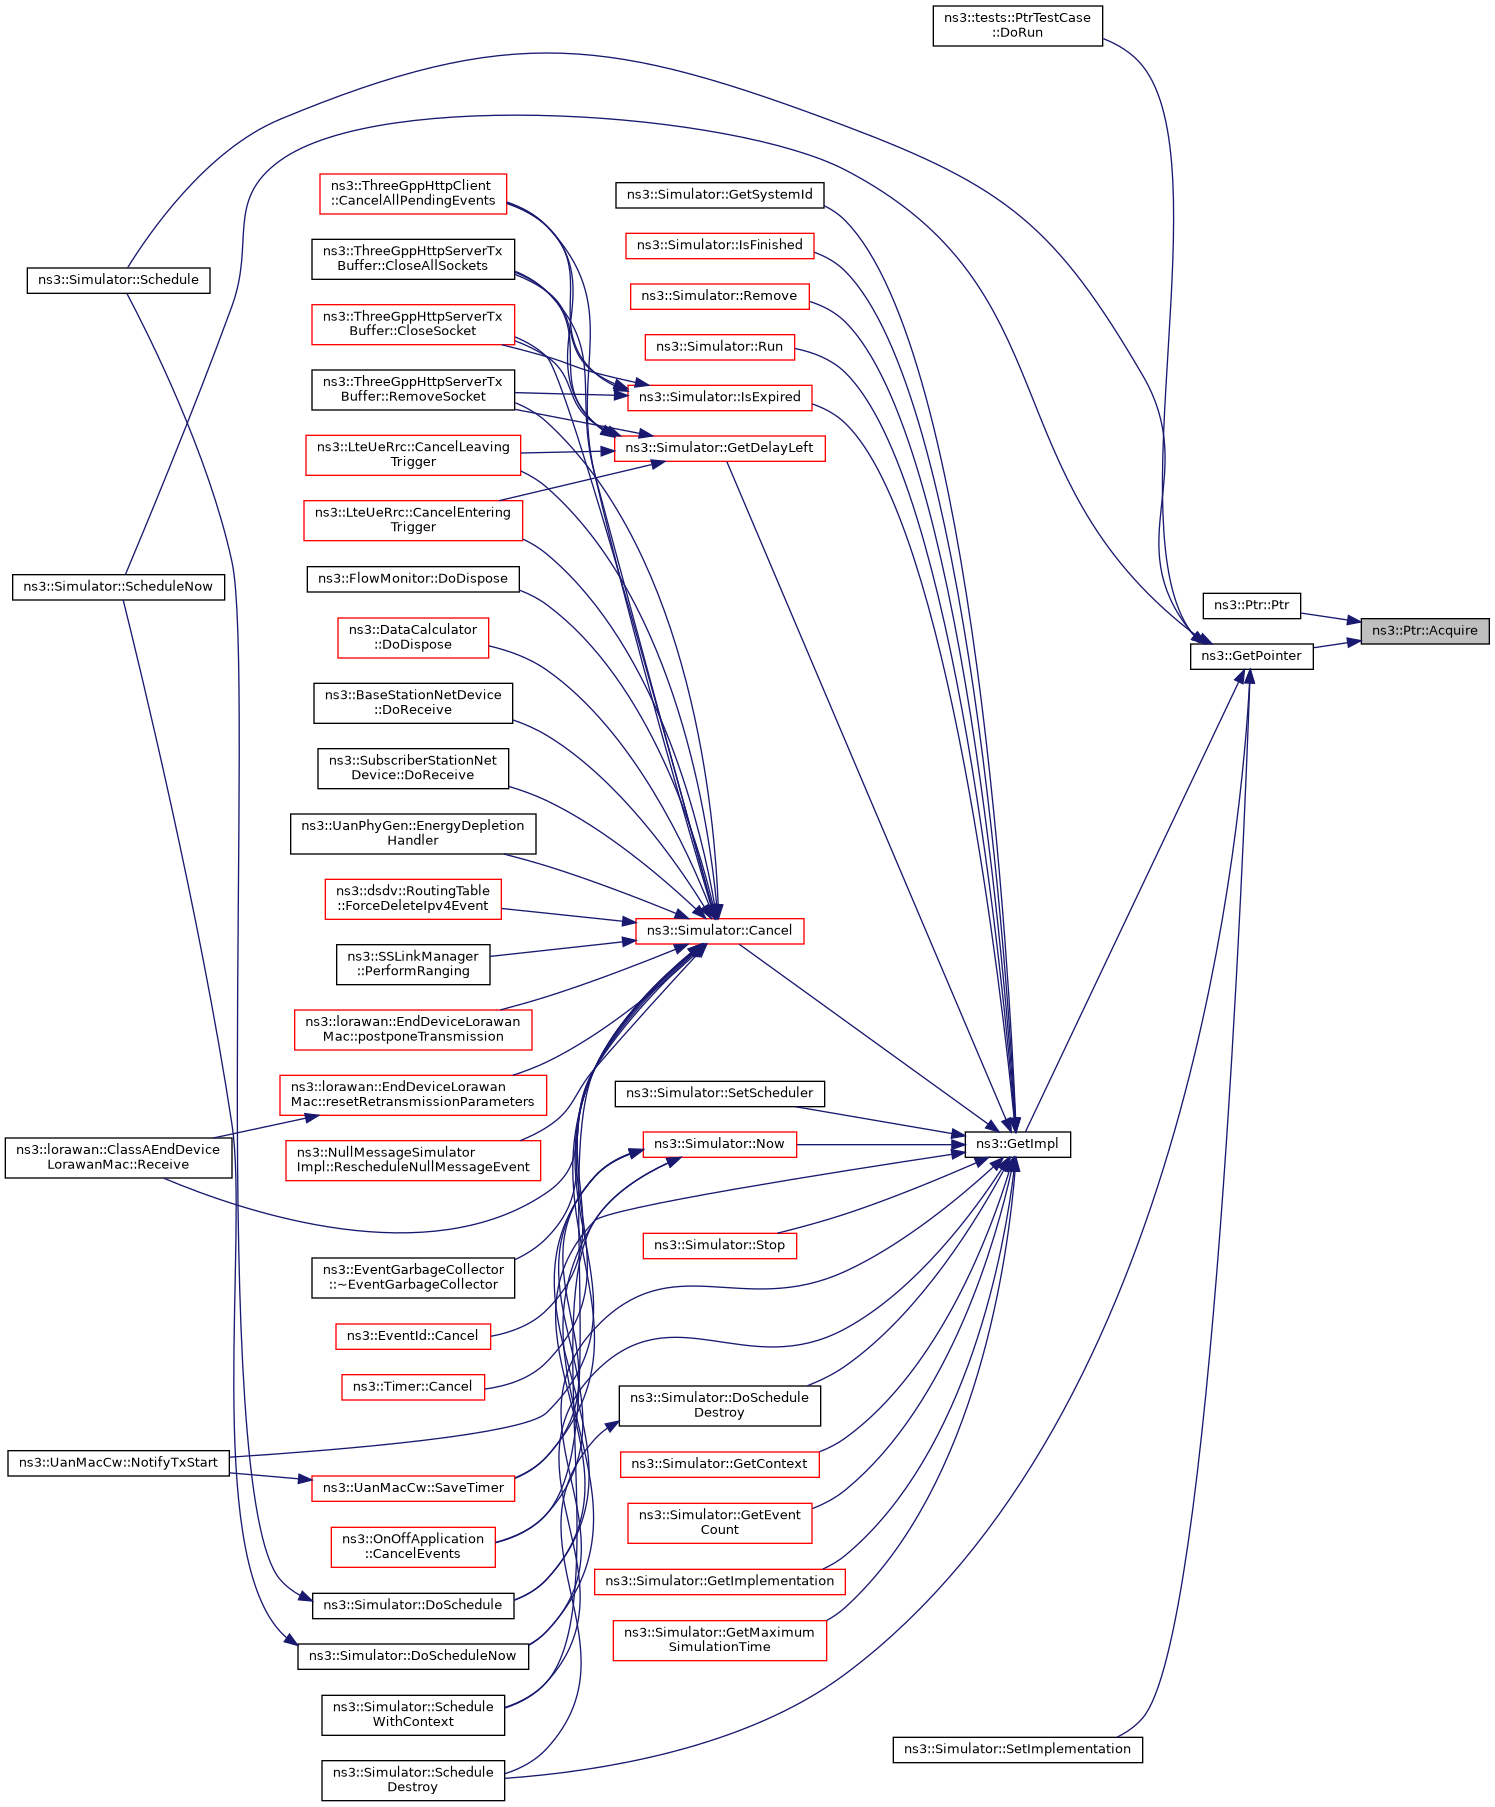 ns3::tests::PtrTestCase
::DoRun
ns3::ThreeGppHttpClient
::CancelAllPendingEvents
ns3::Simulator::GetSystemId
ns3::Simulator::IsFinished
ns3::ThreeGppHttpServerTx
Buffer::CloseAllSockets
ns3::Simulator::Schedule
ns3::Simulator::Remove
ns3::ThreeGppHttpServerTx
Buffer::CloseSocket
ns3::Simulator::Run
ns3::ThreeGppHttpServerTx
Buffer::RemoveSocket
ns3::Simulator::IsExpired
ns3::LteUeRrc::CancelLeaving
Trigger
ns3::Simulator::GetDelayLeft
ns3::LteUeRrc::CancelEntering
Trigger
ns3::FlowMonitor::DoDispose
ns3::Simulator::ScheduleNow
ns3::Ptr::Ptr
ns3::Ptr::Acquire
ns3::GetPointer
ns3::DataCalculator
::DoDispose
ns3::BaseStationNetDevice
::DoReceive
ns3::SubscriberStationNet
Device::DoReceive
ns3::UanPhyGen::EnergyDepletion
Handler
ns3::dsdv::RoutingTable
::ForceDeleteIpv4Event
ns3::Simulator::Cancel
ns3::SSLinkManager
::PerformRanging
ns3::lorawan::EndDeviceLorawan
Mac::postponeTransmission
ns3::lorawan::EndDeviceLorawan
Mac::resetRetransmissionParameters
ns3::Simulator::SetScheduler
ns3::lorawan::ClassAEndDevice
LorawanMac::Receive
ns3::NullMessageSimulator
Impl::RescheduleNullMessageEvent
ns3::Simulator::Now
ns3::GetImpl
ns3::Simulator::Stop
ns3::EventGarbageCollector
::~EventGarbageCollector
ns3::EventId::Cancel
ns3::Timer::Cancel
ns3::Simulator::DoSchedule
Destroy
ns3::UanMacCw::NotifyTxStart
ns3::Simulator::GetContext
ns3::UanMacCw::SaveTimer
ns3::Simulator::GetEvent
Count
ns3::OnOffApplication
::CancelEvents
ns3::Simulator::GetImplementation
ns3::Simulator::DoSchedule
ns3::Simulator::GetMaximum
SimulationTime
ns3::Simulator::DoScheduleNow
ns3::Simulator::Schedule
WithContext
ns3::Simulator::SetImplementation
ns3::Simulator::Schedule
Destroy